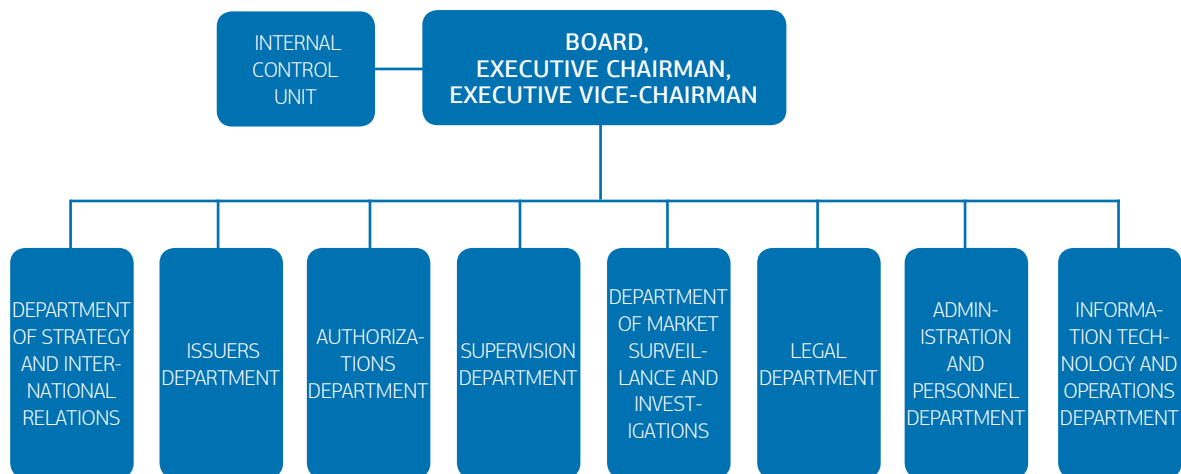 INTERNAL
CONTROL
UNIT
BOARD,
EXECUTIVE CHAIRMAN,
EXECUTIVE VICE-CHAIRMAN
DEPARTMENT
OF STRATEGY
AND INTER-
NATIONAL
RELATIONS
ISSUERS
DEPARTMENT
AUTHORIZA-
TIONS
DEPARTMENT
SUPERVISION
DEPARTMENT
DEPARTMENT
OF MARKET
SURVEIL-
LANCE AND
INVEST-
IGATIONS
LEGAL
DEPARTMENT
ADMIN-
ISTRATION
AND
PERSONNEL
DEPARTMENT
INFORMA-
TION TECH-
NOLOGY AND
OPERATIONS
DEPARTMENT